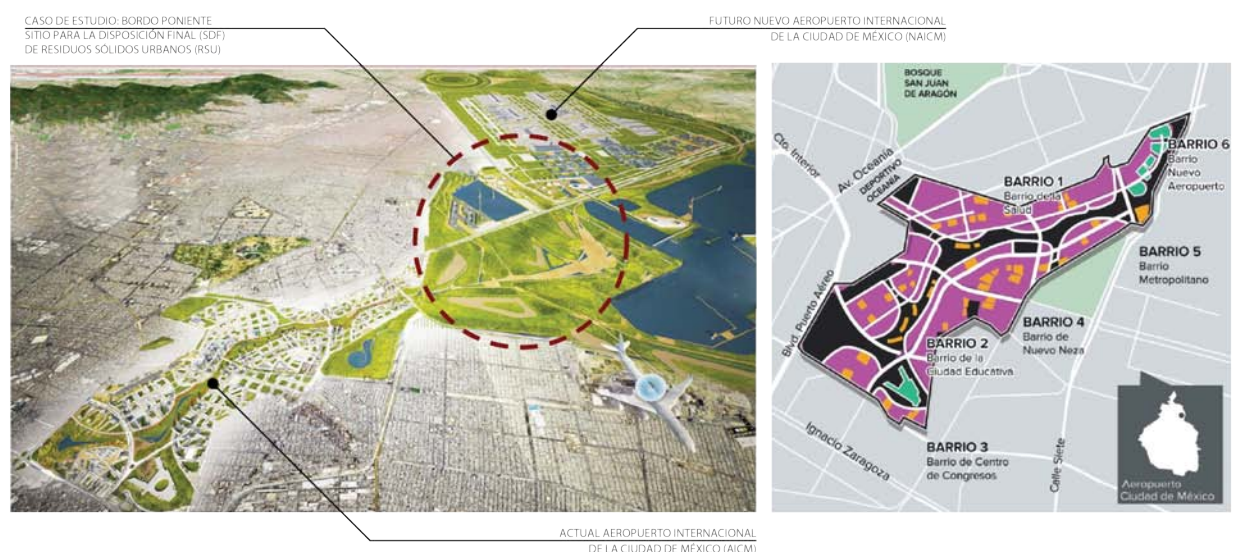 CASO DE ESTUDIO: BORDO PONIENTE
SITIO PARA LA DISPOSICIÓN FINAL (SDF)
DE RESIDUOS SÓLIDOS URBANOS (RSU)
FUTURO NUEVO AEROPUERTO INTERNACIONAL
DE LA CIUDAD DE MÉXICO (NAICM)
ACTUAL AEROPUERTO INTERNACIONAL
DE LA CIUDAD DE MÉXICO (AICM)
BOSQUE
SAN JUAN
DE ARAGÓN
Cto. Interior
Av. Oceanía
DEPORTIVO
OCEANÍA
BARRIO 1
Barrio de la
Salud
BARRIO 6
Barrio
Nuevo
Aeropuerto
BARRIO 5
Barrio
Metropolitano
Blvd. Puerto Aéreo
BARRIO 4
Barrio de
Nuevo Neza
BARRIO 2
Barrio de la
Ciudad Educativa
BARRIO 3
Barrio de Centro
de Congresos
Ignacio Zaragoza
Calle Siete
Aeropuerto
Ciudad de México